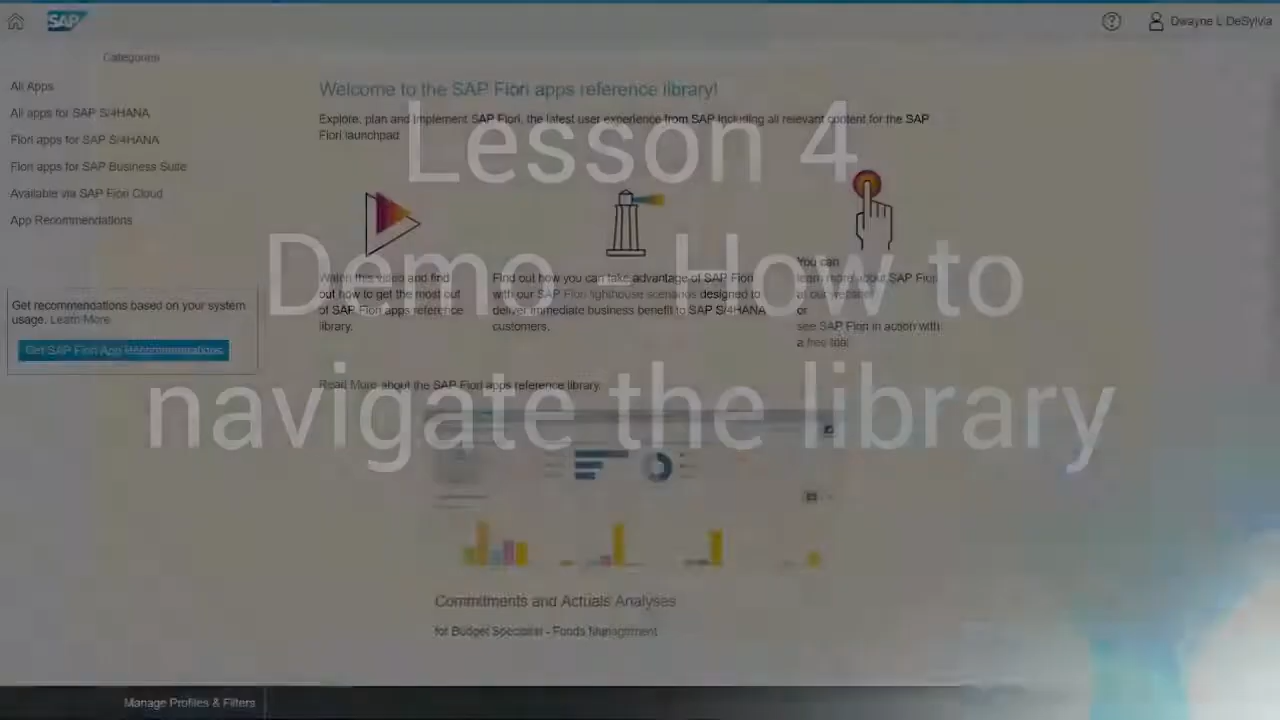 SAP
Dwayne L DeSylvia
Categories
All Apps
All apps for SAP S/4HANA
Fiori apps for SAP S/4HANA
Fiori apps for SAP Business Suite
Available via SAP Fiori Cloud
App Recommendations
Get recommendations based on your system
usage. Learn More
Get SAP Fiori App Recommendations
Welcome to the SAP Fiori apps reference library!
Explore, plan and implement SAP Fiori, the latest user experience from SAP including all relevant content for the SAP
Fiori launchpad
Lesson 4
Demo - How to
navigate the library
Watch this video and find
out how to get the most out
of SAP Fiori apps reference
library.
Find out how you can take advantage of SAP Fiori
with our SAP Fiori lighthouse scenarios designed to
deliver immediate business benefit to SAP S/4HANA
customers.
You can
learn more about SAP Fiori
at our website
or
see SAP Fiori in action with
a free trial
Read More about the SAP Fiori apps reference library.
Commitments and Actuals Analyses
for Budget Specialist - Funds Management
Manage Profiles & Filters